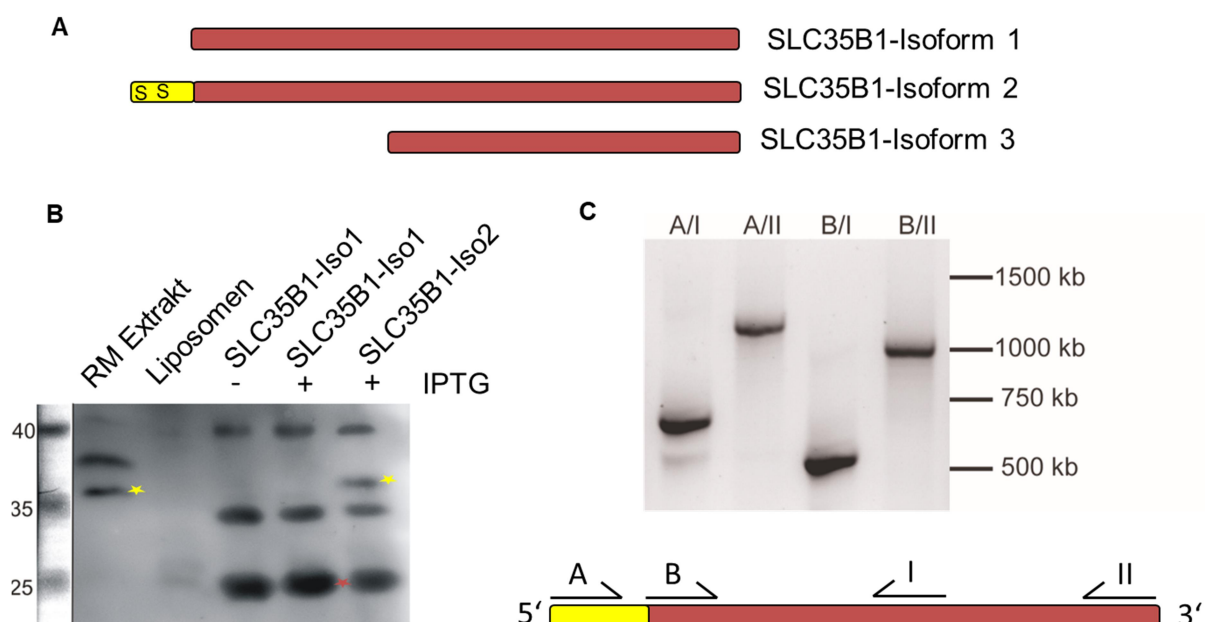 A
SLC35B1-Isoform 1
S S
SLC35B1-Isoform 2
SLC35B1-Isoform 3
B
RM Extrakt
Liposomen
SLC35B1-Iso1
SLC35B1-Iso1
SLC35B1-Iso2
- + + IPTG
40
35
25
C
A/I A/II B/I B/II
1500 kb
1000 kb
750 kb
500 kb
A B I II
5‘ 3‘